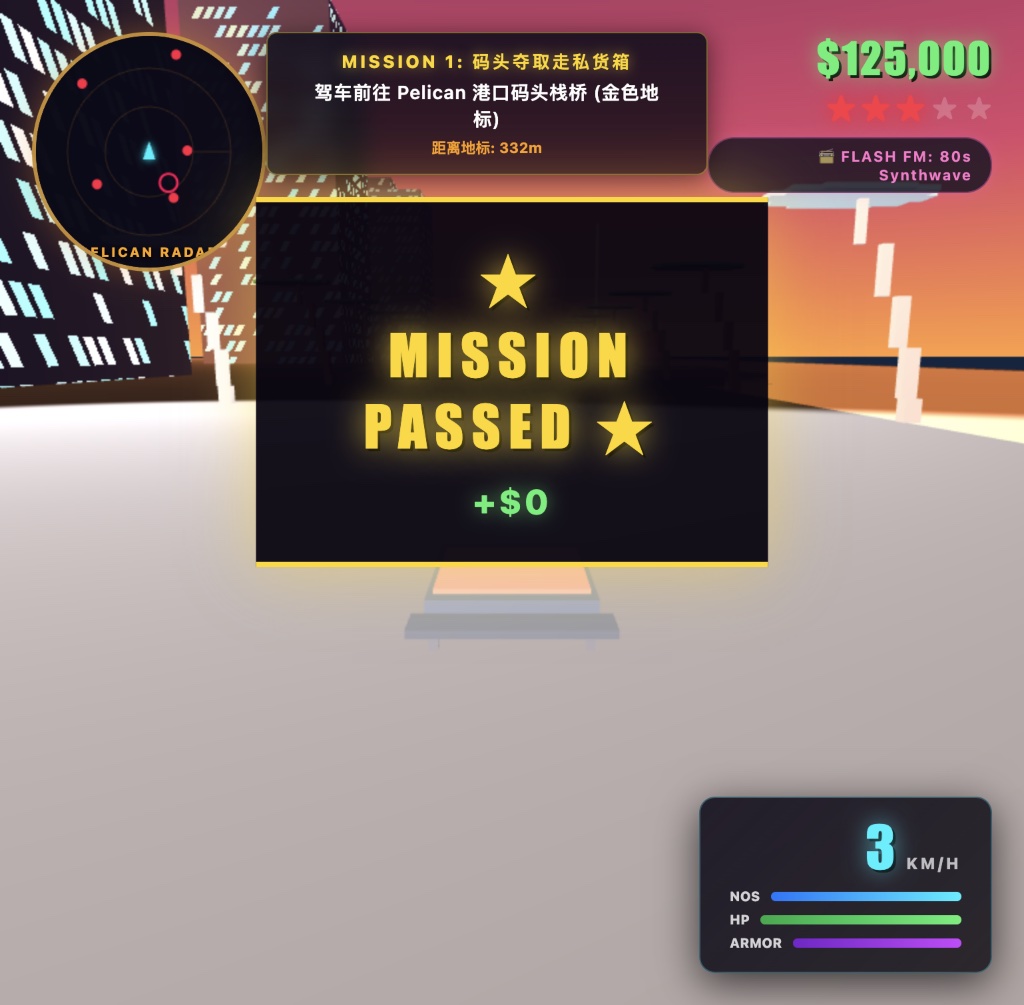 MISSION 1: 码头夺取走私货箱
驾车前往 Pelican 港口码头栈桥 (金色地
标)
距离地标: 332m
$125,000
FLASH FM: 80s
Synthwave
ELICAN RADA
★
MISSION
PASSED ★
+$0
3 KM/H
NOS
HP
ARMOR